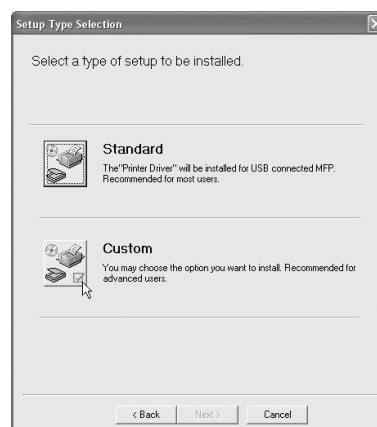 Setup Type Selection
Select a type of setup to be installed.
Standard
The"Printer Driver" will be installed for USB connected MFP.
Recommended for most users.
Custom
You may choose the option you want to install. Recommended for
advanced users.
< Back
Next >
Cancel